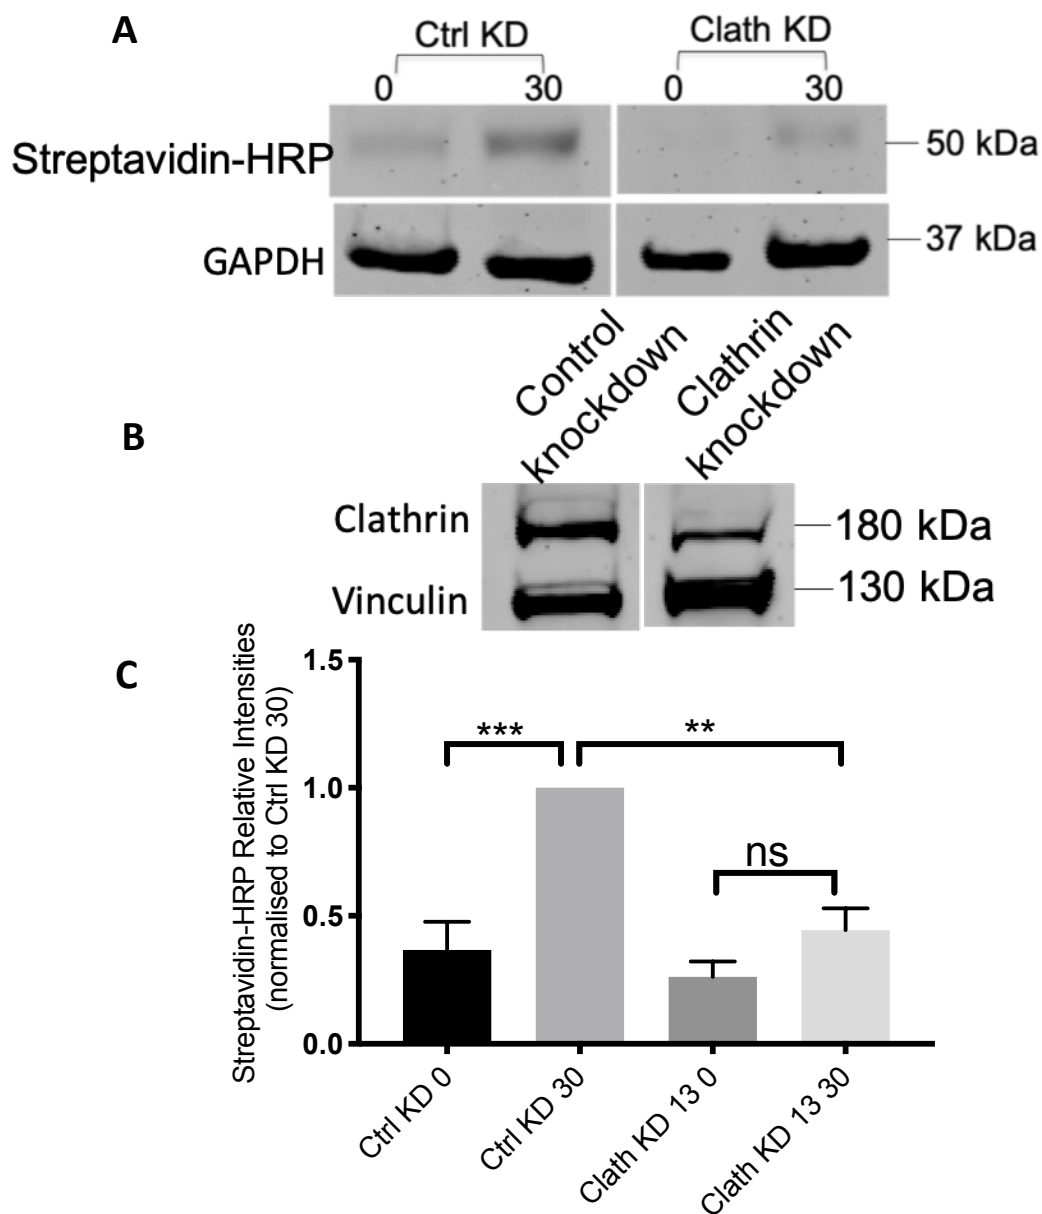 A
Ctrl KD
Clath KD
0
30
0
30
Streptavidin-HRP
50 kDa
GAPDH
37 kDa
Control
knockdown
Clathrin
knockdown
B
Clathrin
180 kDa
Vinculin
130 kDa
C
Streptavidin-HRP Relative Intensities
(normalised to Ctrl KD 30)
1.5
1.0
0.5
0.0
***
**
ns
Ctrl KD 0
Ctrl KD 30
Clath KD 13 0
Clath KD 13 30